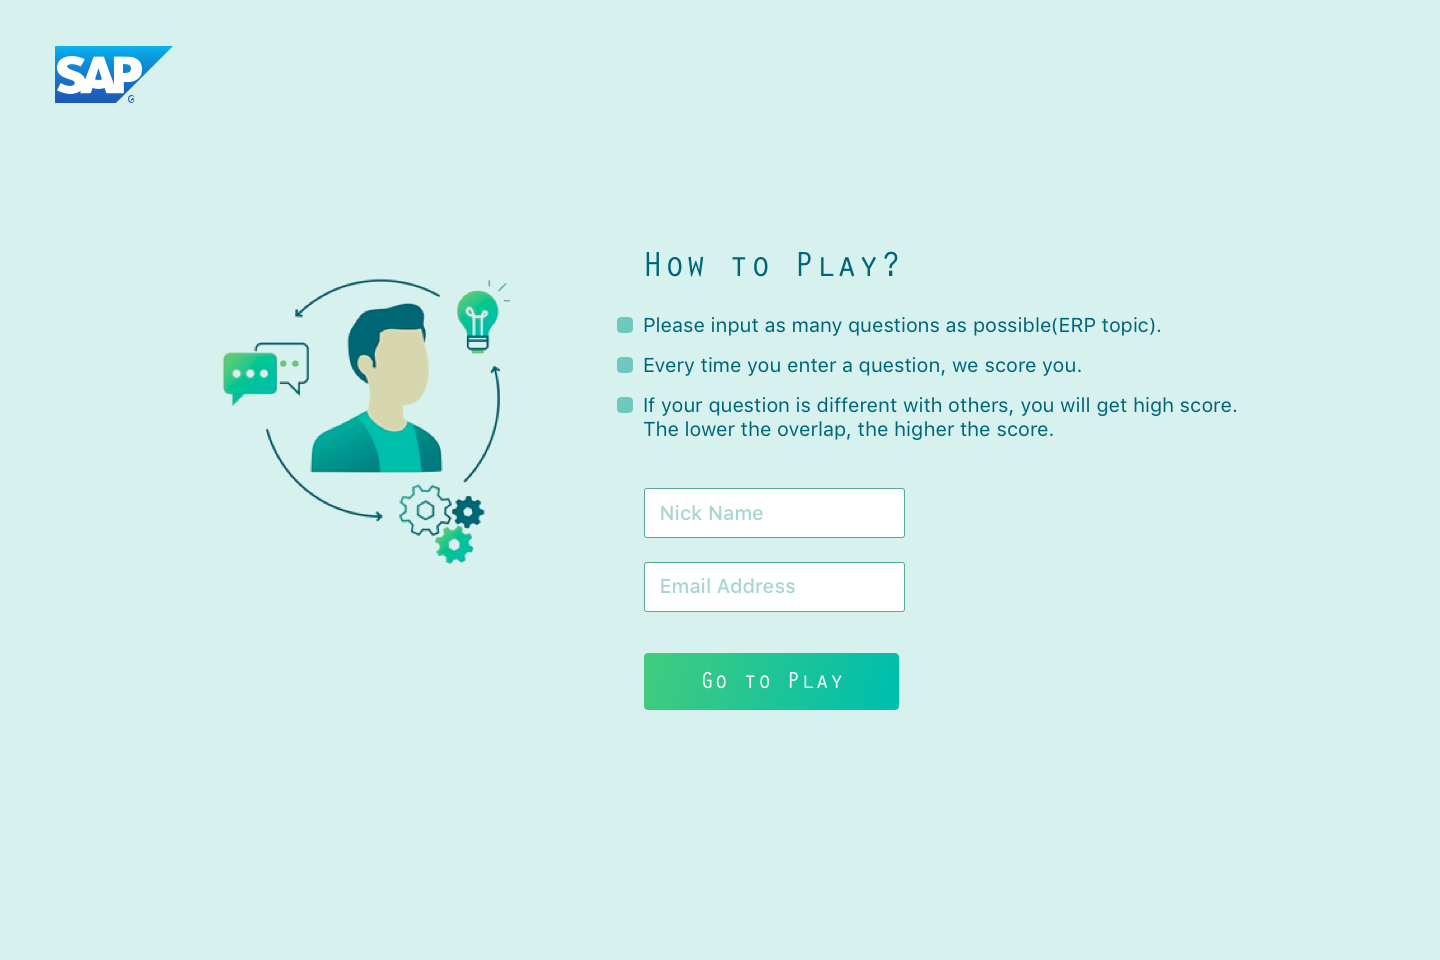 SAP
How to Play?
Please input as many questions as possible(ERP topic).
Every time you enter a question, we score you.
If your question is different with others, you will get high score.
The lower the overlap, the higher the score.
Nick Name
Email Address
Go to Play